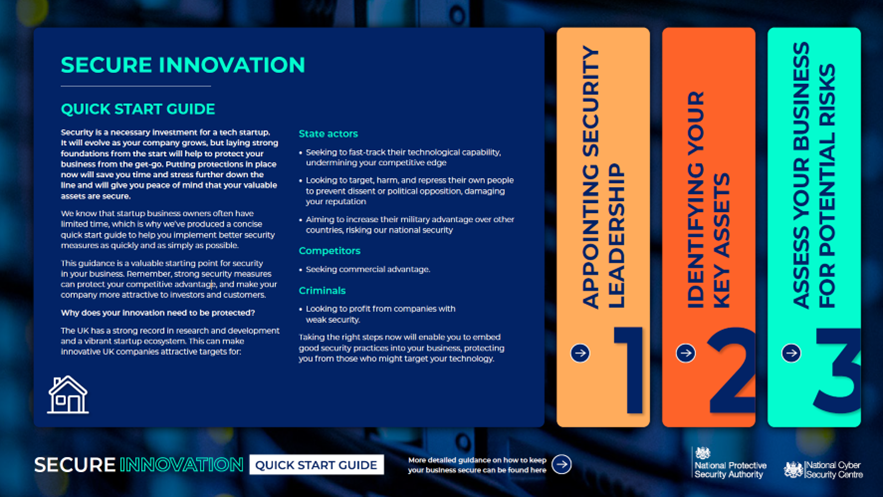 SECURE INNOVATION
QUICK START GUIDE
Security is a necessary investment for a tech startup.
It will evolve as your company grows, but laying strong
foundations from the start will help to protect your
business from the get-go. Putting protections in place
now will save you time and stress further down the
line and will give you peace of mind that your valuable
assets are secure.
We know that startup business owners often have
limited time, which is why we've produced a concise
quick start guide to help you implement better security
measures as quickly and as simply as possible.
This guidance is a valuable starting point for security
in your business. Remember, strong security measures
can protect your competitive advantage, and make your
company more attractive to investors and customers.
Why does your innovation need to be protected?
The UK has a strong record in research and development
and a vibrant startup ecosystem. This can make
innovative UK companies attractive targets for:
State actors
• Seeking to fast-track their technological capability,
undermining your competitive edge
• Looking to target, harm, and repress their own people
to prevent dissent or political opposition, damaging
your reputation
• Aiming to increase their military advantage over other
countries, risking our national security
Competitors
• Seeking commercial advantage.
Criminals
• Looking to profit from companies with
weak security.
Taking the right steps now will enable you to embed
good security practices into your business, protecting
you from those who might target your technology.
APPOINTING SECURITY
LEADERSHIP
1
IDENTIFYING YOUR
KEY ASSETS
2
ASSESS YOUR BUSINESS
FOR POTENTIAL RISKS
3
SECURE INNOVATION QUICK START GUIDE
More detailed guidance on how to keep
your business secure can be found here
National Protective
Security Authority
National Cyber
Security Centre